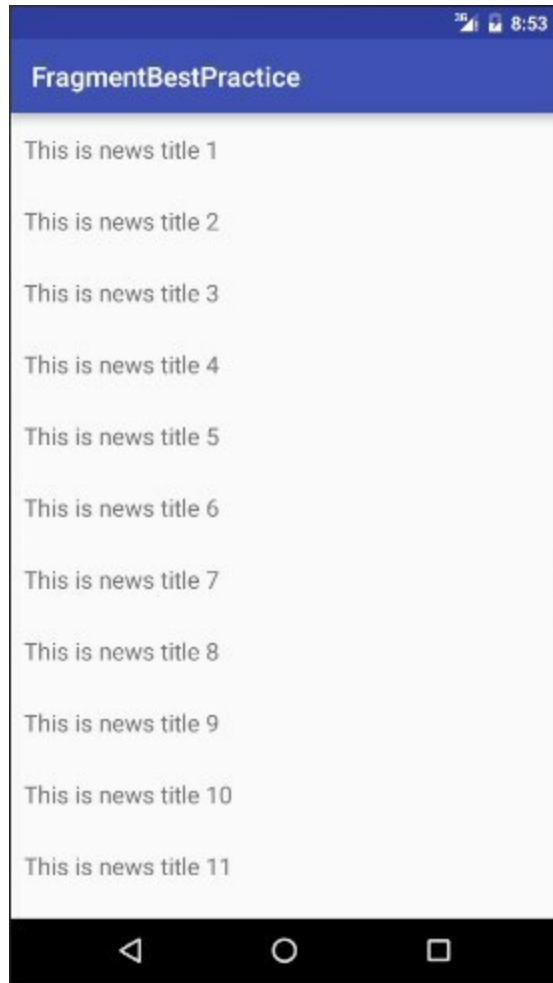 3G 8:53
FragmentBestPractice
This is news title 1
This is news title 2
This is news title 3
This is news title 4
This is news title 5
This is news title 6
This is news title 7
This is news title 8
This is news title 9
This is news title 10
This is news title 11